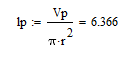 lp := Vp / (π·r²) = 6.366